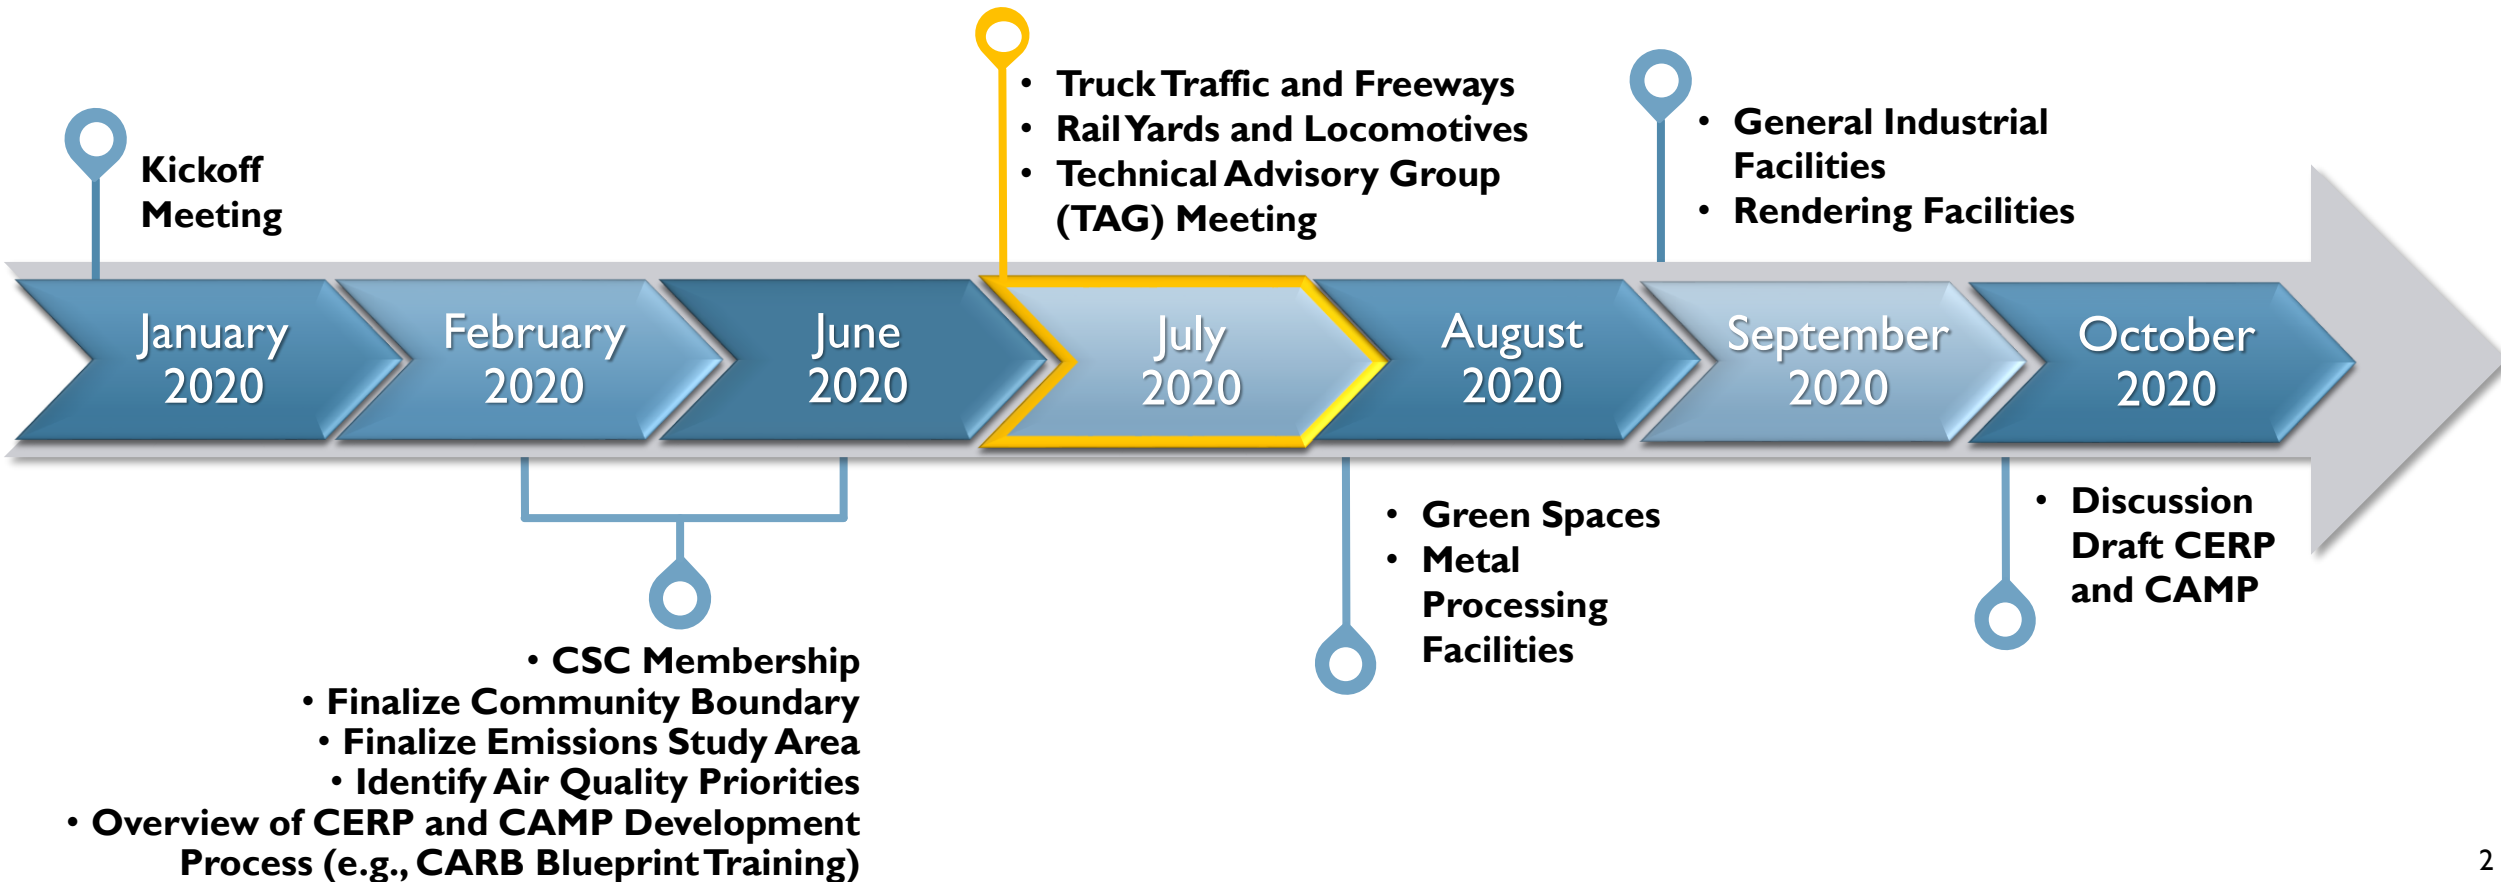 Kickoff
Meeting
• Truck Traffic and Freeways
• Rail Yards and Locomotives
• Technical Advisory Group
(TAG) Meeting
• General Industrial
Facilities
• Rendering Facilities
January
2020
February
2020
June
2020
July
2020
August
2020
September
2020
October
2020
• CSC Membership
• Finalize Community Boundary
• Finalize Emissions Study Area
• Identify Air Quality Priorities
• Overview of CERP and CAMP Development
Process (e.g., CARB Blueprint Training)
• Green Spaces
• Metal
Processing
Facilities
• Discussion
Draft CERP
and CAMP
2